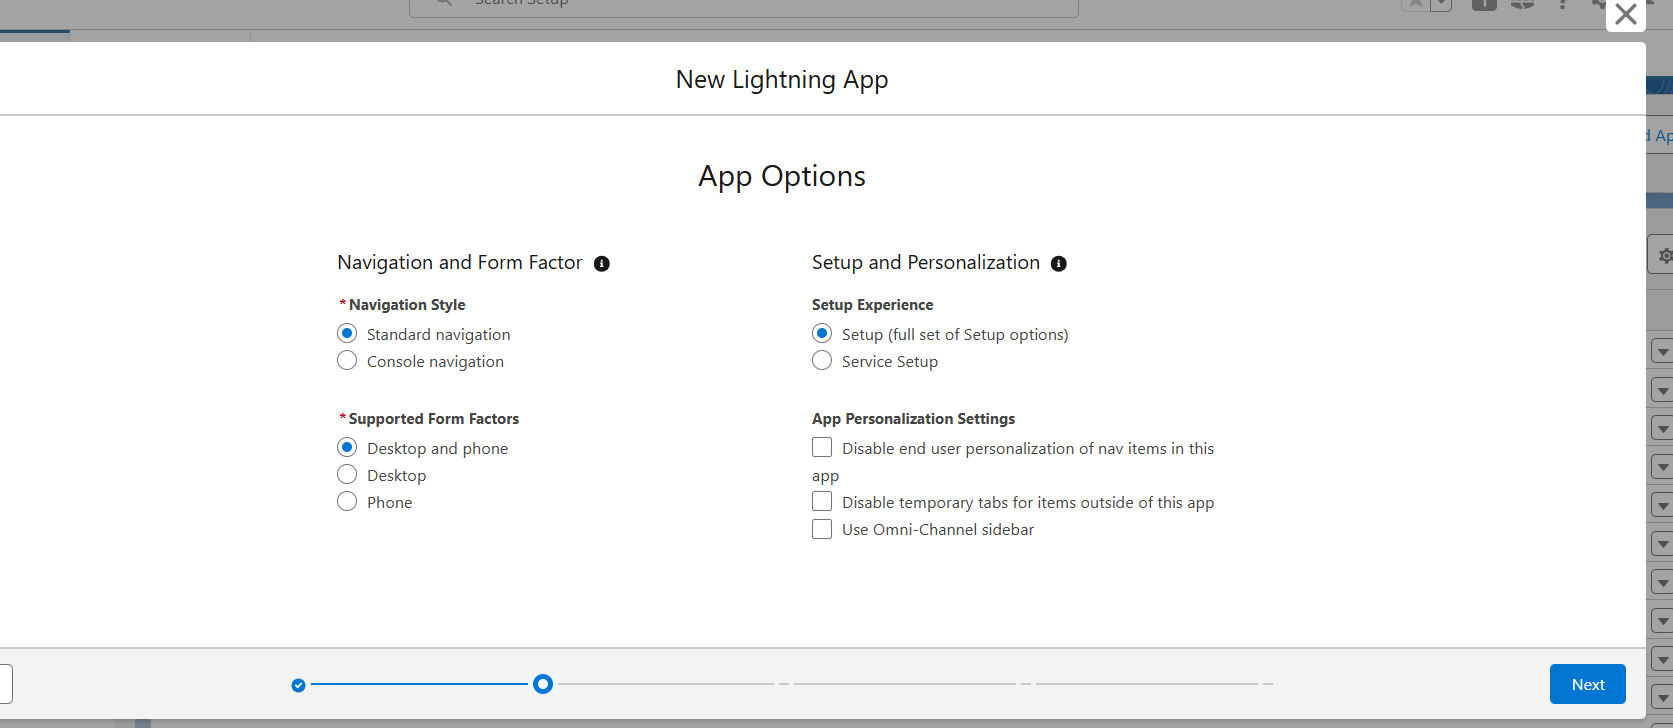 Search Setup
New Lightning App
App Options
Navigation and Form Factor
*Navigation Style
Standard navigation
Console navigation
*Supported Form Factors
Desktop and phone
Desktop
Phone
Setup and Personalization
Setup Experience
Setup (full set of Setup options)
Service Setup
App Personalization Settings
Disable end user personalization of nav items in this
app
Disable temporary tabs for items outside of this app
Use Omni-Channel sidebar
Next